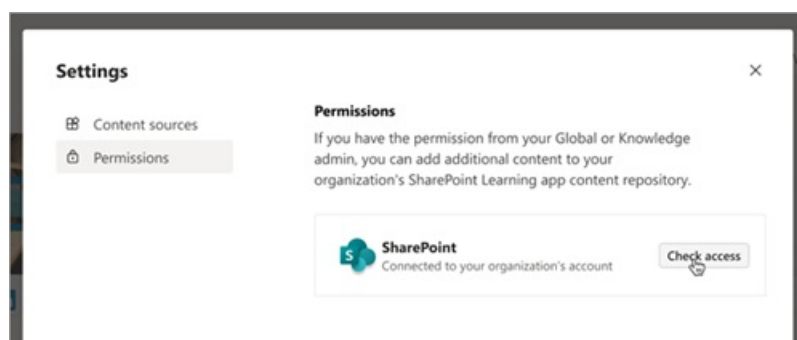 Settings
Content sources
Permissions
Permissions
If you have the permission from your Global or Knowledge
admin, you can add additional content to your
organization's SharePoint Learning app content repository.
S
SharePoint
Connected to your organization's account
Check access